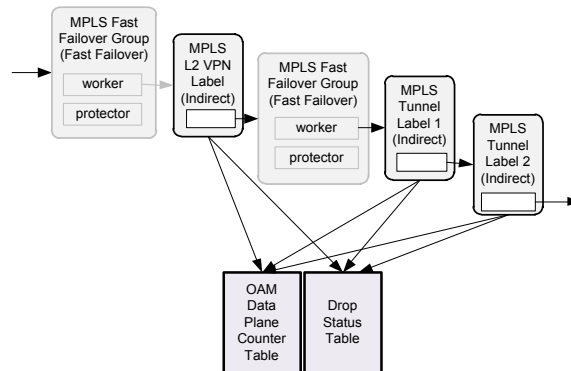 MPLS Fast
Failover Group
(Fast Failover)
worker
protector
MPLS
L2 VPN
Label
(Indirect)
MPLS Fast
Failover Group
(Fast Failover)
worker
protector
MPLS
Tunnel
Label 1
(Indirect)
MPLS
Tunnel
Label 2
(Indirect)
OAM
Data
Plane
Counter
Table
Drop
Status
Table